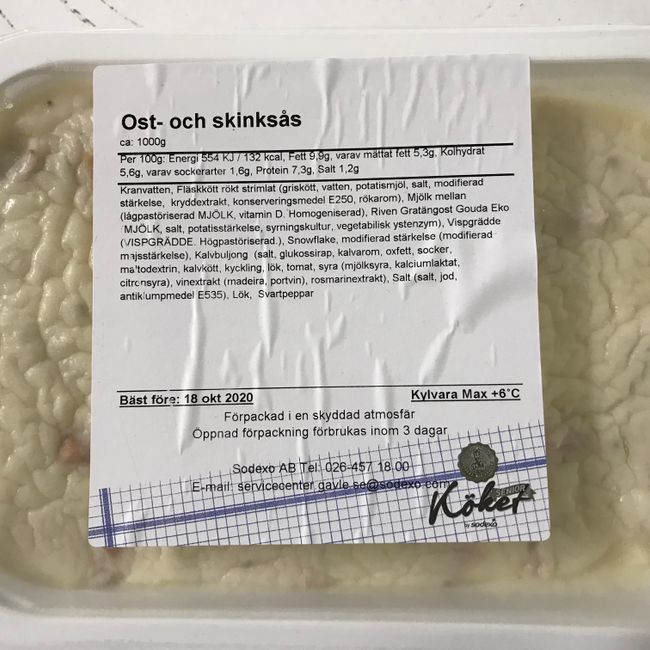 Ost- och skinksås
ca: 1000g
Per 100g: Energi 554 KJ / 132 kcal, Fett 9,9g, varav mättat fett 5,3g, Kolhydrat
5,6g, varav sockerarter 1,6g, Protein 7,3g, Salt 1,2g
Kranvatten, Fläskkött rökt strimlat (griskött, vatten, potatismjöl, salt, modifierad
stärkelse, kryddextrakt, konserveringsmedel E250, rökarom), Mjölk mellan
(lågpastöriserad MJÖLK, vitamin D. Homogeniserad), Riven Gratängost Gouda Eko
(MJÖLK, salt, potatisstärkelse, syrningskultur, vegetabilisk ystenzym), Vispgrädde
(VISPGRÄDDE. Högpastöriserad.), Snowflake, modifierad stärkelse (modifierad
majsstärkelse), Kalvbuljong (salt, glukossirap, kalvarom, oxfett, socker,
maltodextrin, kalvkött, kyckling, lök, tomat, syra (mjölksyra, kalciumlaktat,
citronsyra), vinextrakt (madeira, portvin), rosmarinextrakt), Salt (salt, jod,
antiklumpmedel E535), Lök, Svartpeppar
Bäst före: 18 okt 2020 Kylvara Max +6°C
Förpackad i en skyddad atmosfär
Öppnad förpackning förbrukas inom 3 dagar
Sodexo AB Tel: 026-457 18 00
E-mail: servicecenter.gavle.se@sodexo.com
SENIOR
Köket
by sodexo